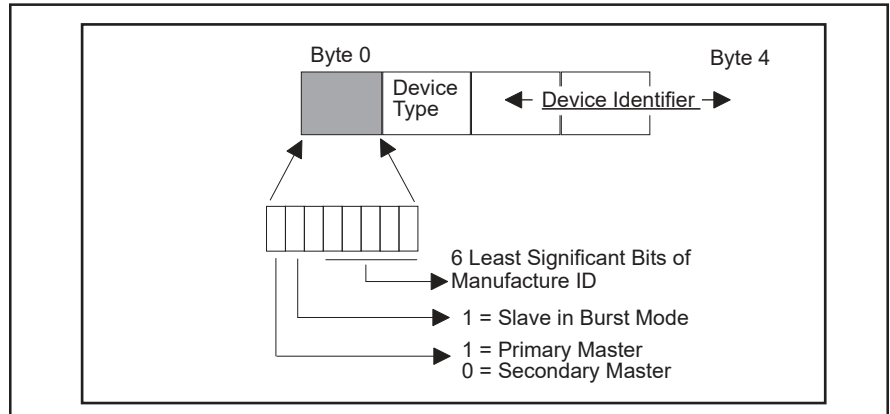 Byte 0
Byte 4
Device
Type
Device Identifier
6 Least Significant Bits of
Manufacture ID
1 = Slave in Burst Mode
1 = Primary Master
0 = Secondary Master